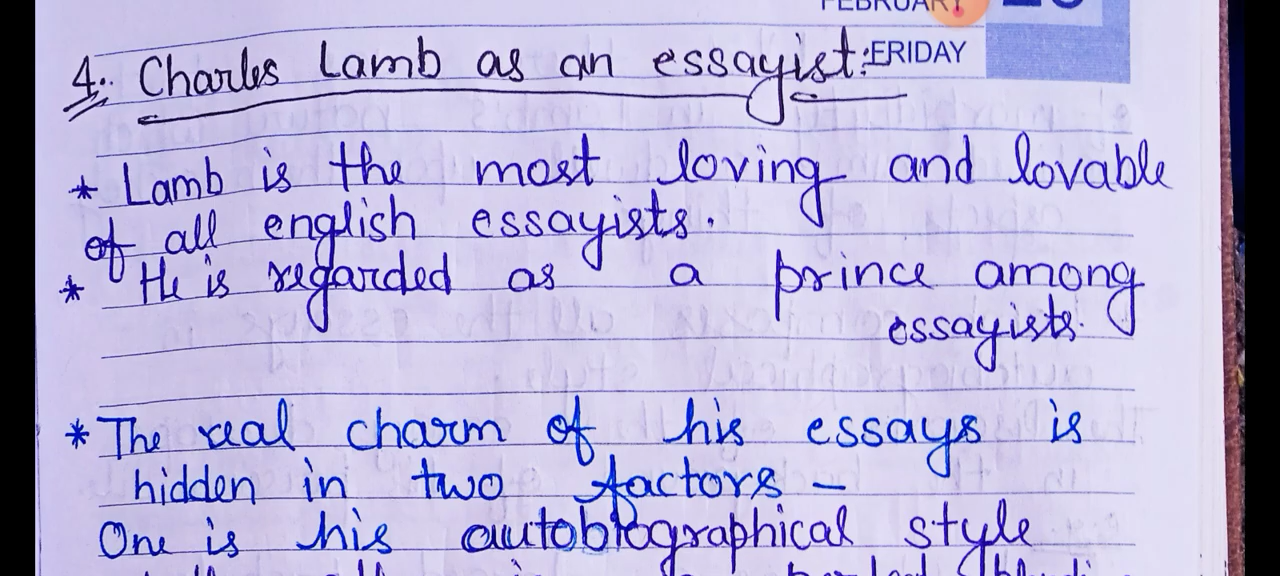 FEBRUARY
4. Charles Lamb as an essayist:
FRIDAY
* Lamb is the most loving and lovable
of all english essayists.
* He is regarded as a prince among
essayists.
* The real charm of his essays is
hidden in two factors –
One is his autobiographical style